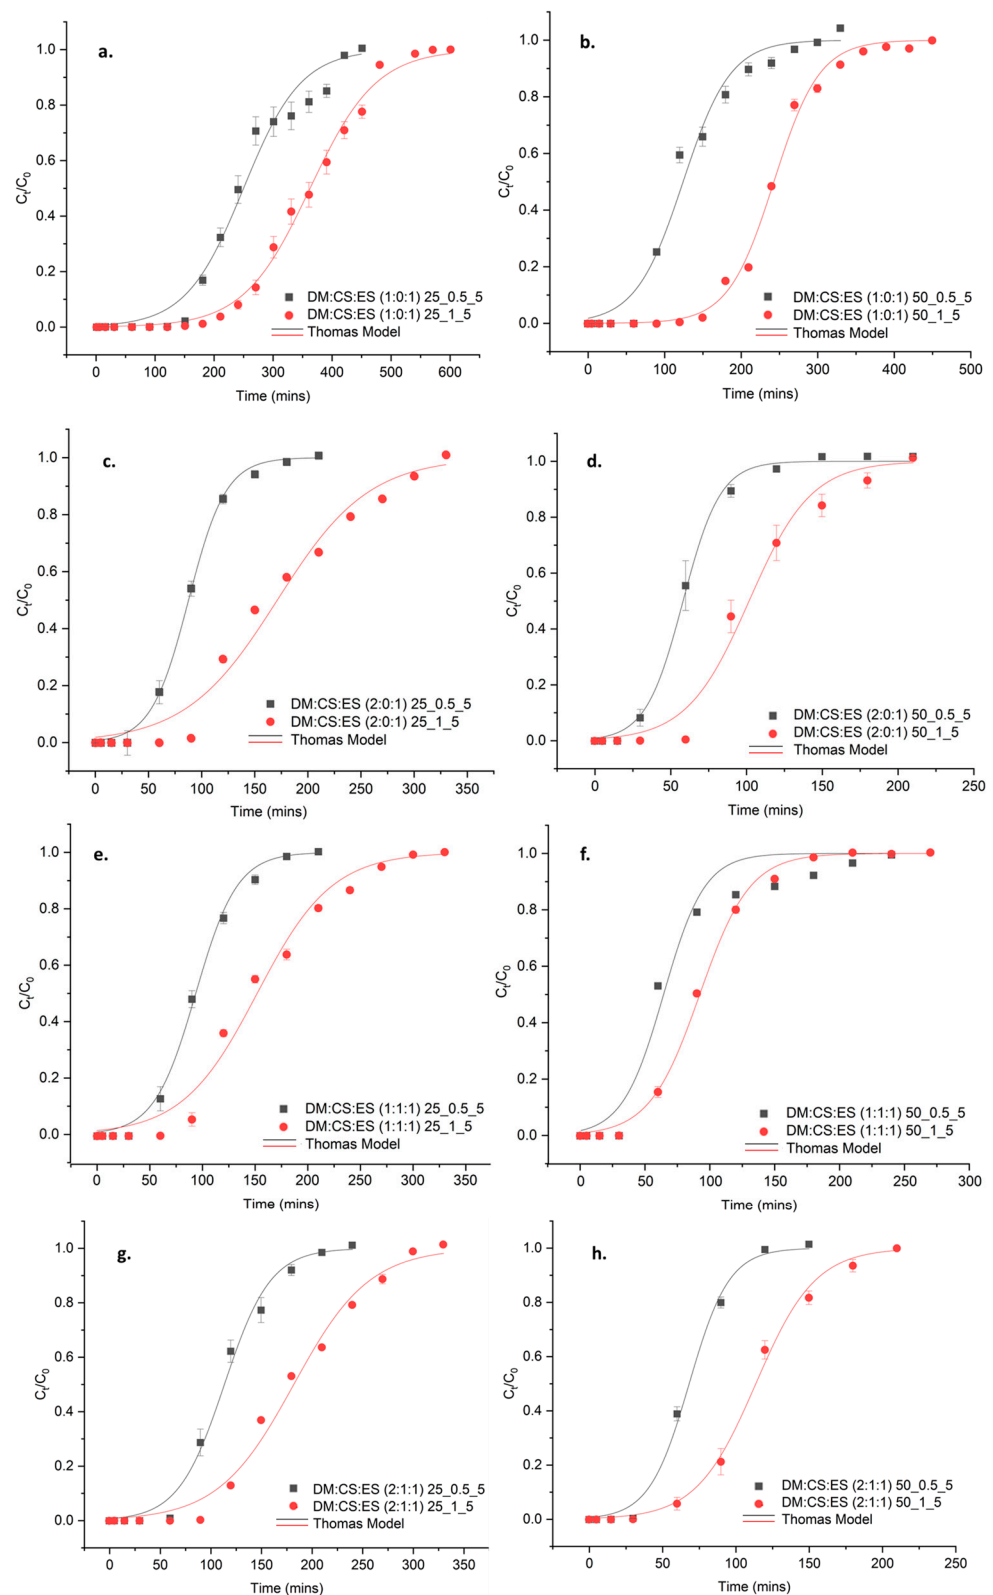 a.
1.0
0.8
0.6
0.4
0.2
0.0
Ct/C0
DM:CS:ES (1:0:1) 25_0.5_5
DM:CS:ES (1:0:1) 25_1_5
Thomas Model
0 100 200 300 400 500 600
Time (mins)
b.
1.0
0.8
0.6
0.4
0.2
0.0
Ct/C0
DM:CS:ES (1:0:1) 50_0.5_5
DM:CS:ES (1:0:1) 50_1_5
Thomas Model
0 100 200 300 400 500
Time (mins)
c.
1.0
0.8
0.6
0.4
0.2
0.0
Ct/C0
DM:CS:ES (2:0:1) 25_0.5_5
DM:CS:ES (2:0:1) 25_1_5
Thomas Model
0 50 100 150 200 250 300 350
Time (mins)
d.
1.0
0.8
0.6
0.4
0.2
0.0
Ct/C0
DM:CS:ES (2:0:1) 50_0.5_5
DM:CS:ES (2:0:1) 50_1_5
Thomas Model
0 50 100 150 200 250
Time (mins)
e.
1.0
0.8
0.6
0.4
0.2
0.0
Ct/C0
DM:CS:ES (1:1:1) 25_0.5_5
DM:CS:ES (1:1:1) 25_1_5
Thomas Model
0 50 100 150 200 250 300 350
Time (mins)
f.
1.0
0.8
0.6
0.4
0.2
0.0
Ct/C0
DM:CS:ES (1:1:1) 50_0.5_5
DM:CS:ES (1:1:1) 50_1_5
Thomas Model
0 50 100 150 200 250 300
Time (mins)
g.
1.0
0.8
0.6
0.4
0.2
0.0
Ct/C0
DM:CS:ES (2:1:1) 25_0.5_5
DM:CS:ES (2:1:1) 25_1_5
Thomas Model
0 50 100 150 200 250 300 350
Time (mins)
h.
1.0
0.8
0.6
0.4
0.2
0.0
Ct/C0
DM:CS:ES (2:1:1) 50_0.5_5
DM:CS:ES (2:1:1) 50_1_5
Thomas Model
0 50 100 150 200 250
Time (mins)